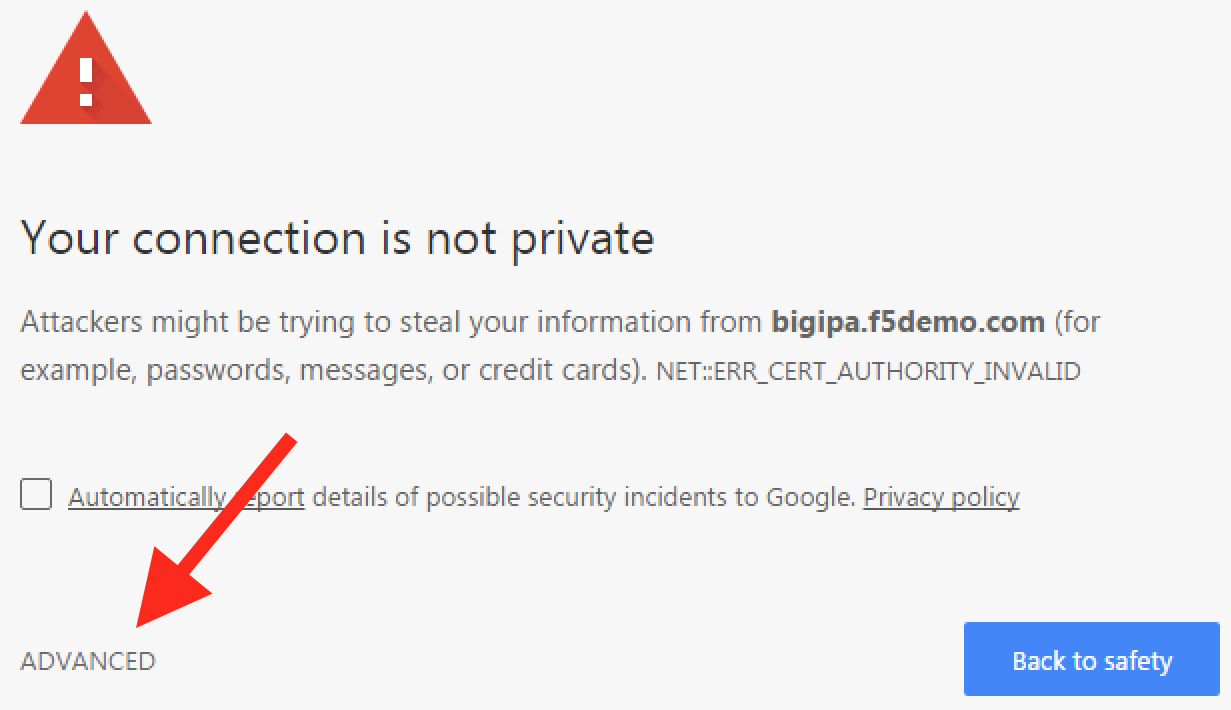 Your connection is not private
Attackers might be trying to steal your information from bigipa.f5demo.com (for
example, passwords, messages, or credit cards). NET::ERR_CERT_AUTHORITY_INVALID
Automatically report details of possible security incidents to Google. Privacy policy
ADVANCED
Back to safety